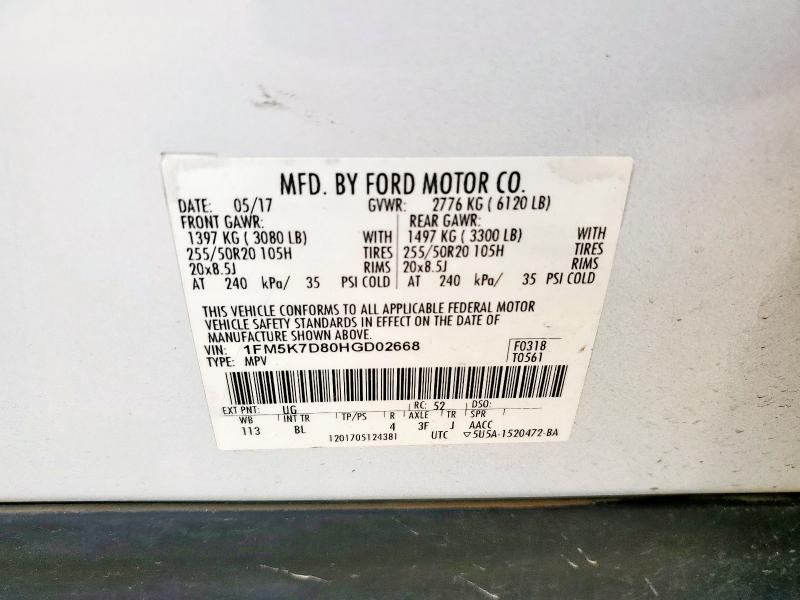 MFD. BY FORD MOTOR CO.
DATE: 05/17 GVWR: 2776 KG ( 6120 LB)
FRONT GAWR: REAR GAWR:
1397 KG ( 3080 LB) WITH 1497 KG ( 3300 LB) WITH
255/50R20 105H TIRES 255/50R20 105H TIRES
20x8.5J RIMS 20x8.5J RIMS
AT 240 kPa/ 35 PSI COLD AT 240 kPa/ 35 PSI COLD
THIS VEHICLE CONFORMS TO ALL APPLICABLE FEDERAL MOTOR
VEHICLE SAFETY STANDARDS IN EFFECT ON THE DATE OF
MANUFACTURE SHOWN ABOVE.
VIN: 1FM5K7D80HGD02668 F0318
TYPE: MPV T0561
EXT PNT: UG RC: 52 DSO:
WB INT TR TP/PS R AXLE TR SPR
113 BL 4 3F J AACC
1201705124381 UTC ▽5U5A-1520472-BA